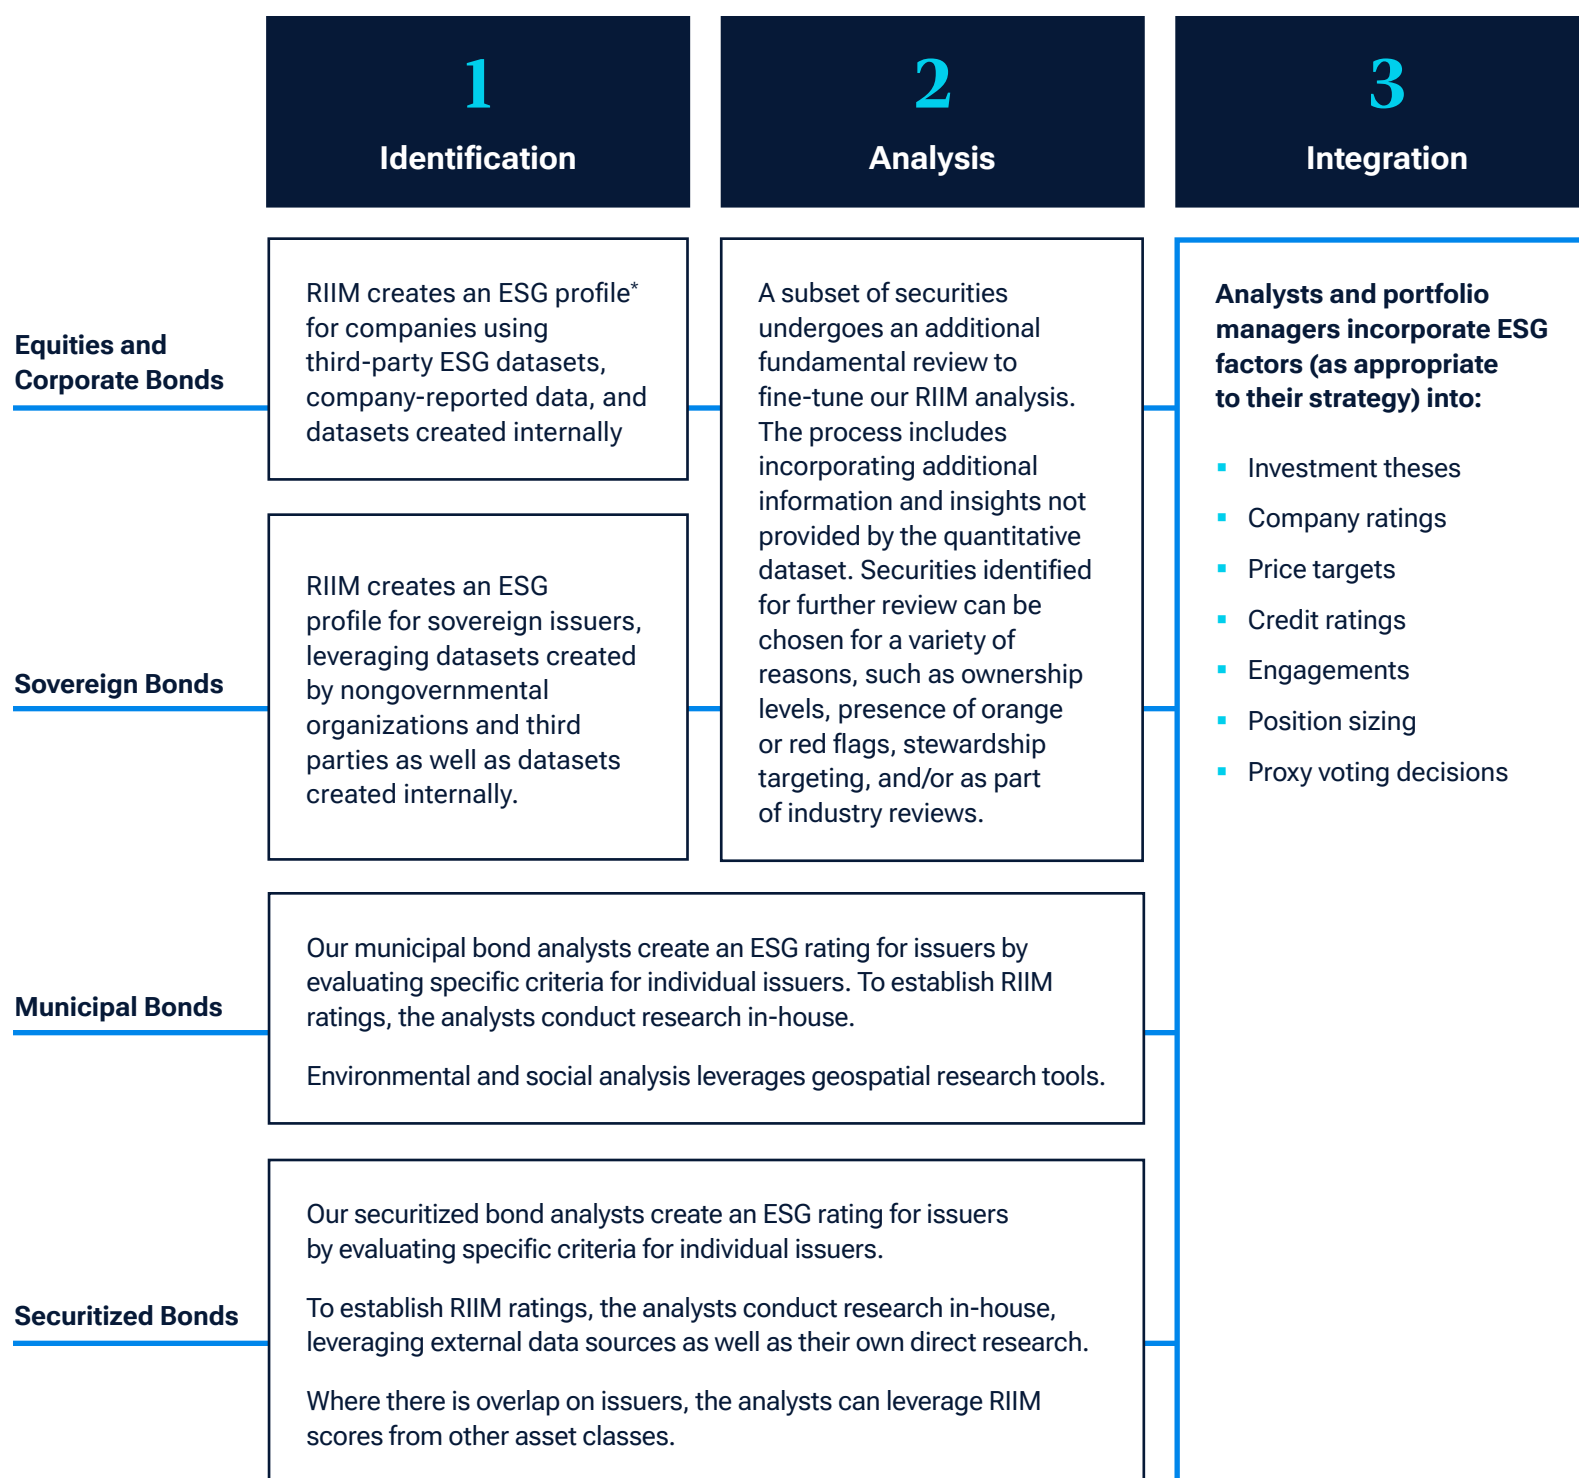 1
Identification
2
Analysis
3
Integration
Equities and
Corporate Bonds
RIIM creates an ESG profile*
for companies using
third-party ESG datasets,
company-reported data, and
datasets created internally
Sovereign Bonds
RIIM creates an ESG
profile for sovereign issuers,
leveraging datasets created
by nongovernmental
organizations and third
parties as well as datasets
created internally.
A subset of securities
undergoes an additional
fundamental review to
fine-tune our RIIM analysis.
The process includes
incorporating additional
information and insights not
provided by the quantitative
dataset. Securities identified
for further review can be
chosen for a variety of
reasons, such as ownership
levels, presence of orange
or red flags, stewardship
targeting, and/or as part
of industry reviews.
Analysts and portfolio
managers incorporate ESG
factors (as appropriate
to their strategy) into:
▪ Investment theses
▪ Company ratings
▪ Price targets
▪ Credit ratings
▪ Engagements
▪ Position sizing
▪ Proxy voting decisions
Municipal Bonds
Our municipal bond analysts create an ESG rating for issuers by
evaluating specific criteria for individual issuers. To establish RIIM
ratings, the analysts conduct research in-house.
Environmental and social analysis leverages geospatial research tools.
Securitized Bonds
Our securitized bond analysts create an ESG rating for issuers
by evaluating specific criteria for individual issuers.
To establish RIIM ratings, the analysts conduct research in-house,
leveraging external data sources as well as their own direct research.
Where there is overlap on issuers, the analysts can leverage RIIM
scores from other asset classes.